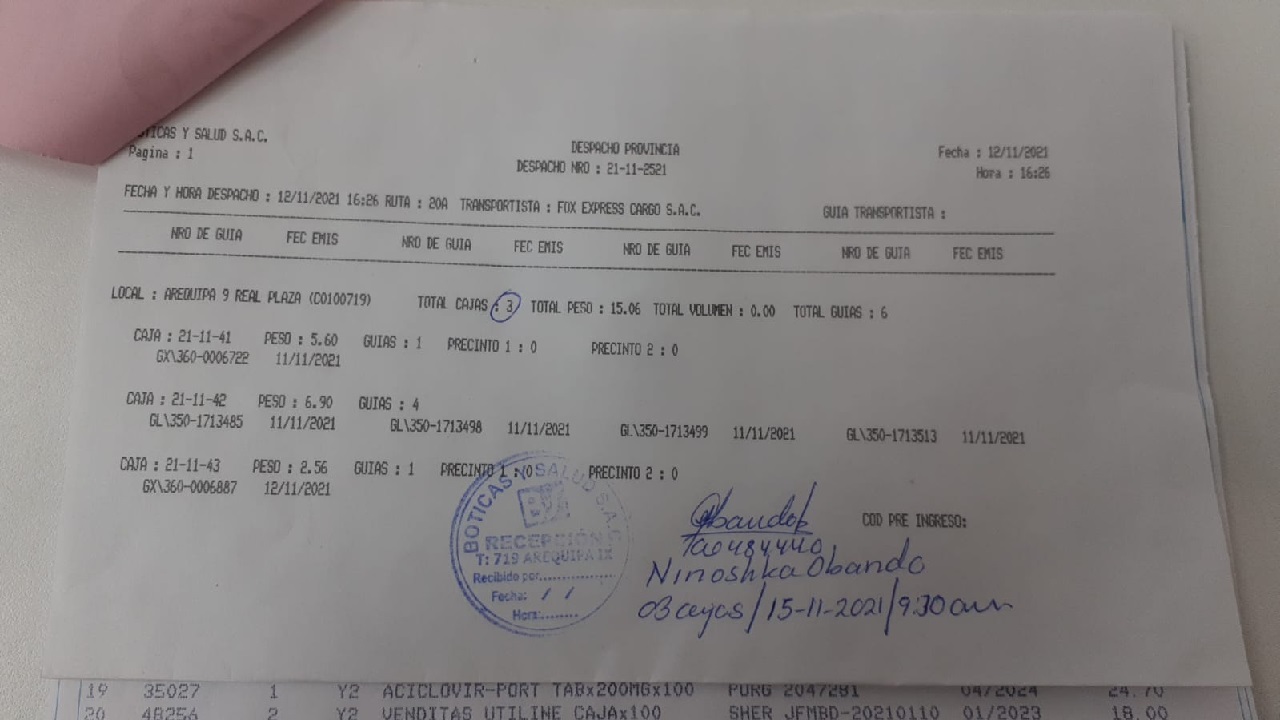 BOTICAS Y SALUD S.A.C.
Pagina : 1
DESPACHO PROVINCIA
DESPACHO NRO : 21-11-2521
Fecha : 12/11/2021
Hora : 16:26
FECHA Y HORA DESPACHO : 12/11/2021 16:26 RUTA : 20A TRANSPORTISTA : FOX EXPRESS CARGO S.A.C. GUIA TRANSPORTISTA :
NRO DE GUIA FEC EMIS NRO DE GUIA FEC EMIS NRO DE GUIA FEC EMIS NRO DE GUIA FEC EMIS
LOCAL : AREQUIPA 9 REAL PLAZA (C0100719) TOTAL CAJAS : 3 TOTAL PESO : 15.06 TOTAL VOLUMEN : 0.00 TOTAL GUIAS : 6
CAJA : 21-11-41 PESO : 5.60 GUIAS : 1 PRECINTO 1 : 0 PRECINTO 2 : 0
GX\360-0006722 11/11/2021
CAJA : 21-11-42 PESO : 6.90 GUIAS : 4
GL\350-1713485 11/11/2021 GL\350-1713498 11/11/2021 GL\350-1713499 11/11/2021 GL\350-1713513 11/11/2021
CAJA : 21-11-43 PESO : 2.56 GUIAS : 1 PRECINTO 1 : 0 PRECINTO 2 : 0
GX\360-0006887 12/11/2021
BOTICAS Y SALUD S.A.C.
RECEPCIÓN
T: 719 AREQUIPA IX
Recibido por................
Fecha: / /
Hora:........
COD PRE INGRESO:
Obando
Ninoshka Obando
03 cajas / 15-11-2021 / 9:30 am
19 35027 1 Y2 ACICLOVIR-PORT TABx200MGx100 PORG 2047281 04/2024 24.70
20 48256 2 Y2 VENDITAS UTILINE CAJAx100 SHER JFMBD-20210110 01/2023 18.00